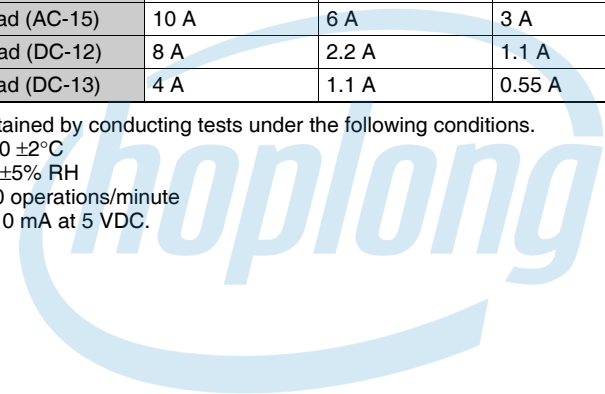 ad (AC-15) 10 A 6 A 3 A
ad (DC-12) 8 A 2.2 A 1.1 A
ad (DC-13) 4 A 1.1 A 0.55 A
tained by conducting tests under the following conditions.
0 ±2°C
±5% RH
0 operations/minute
0 mA at 5 VDC.
hoplong